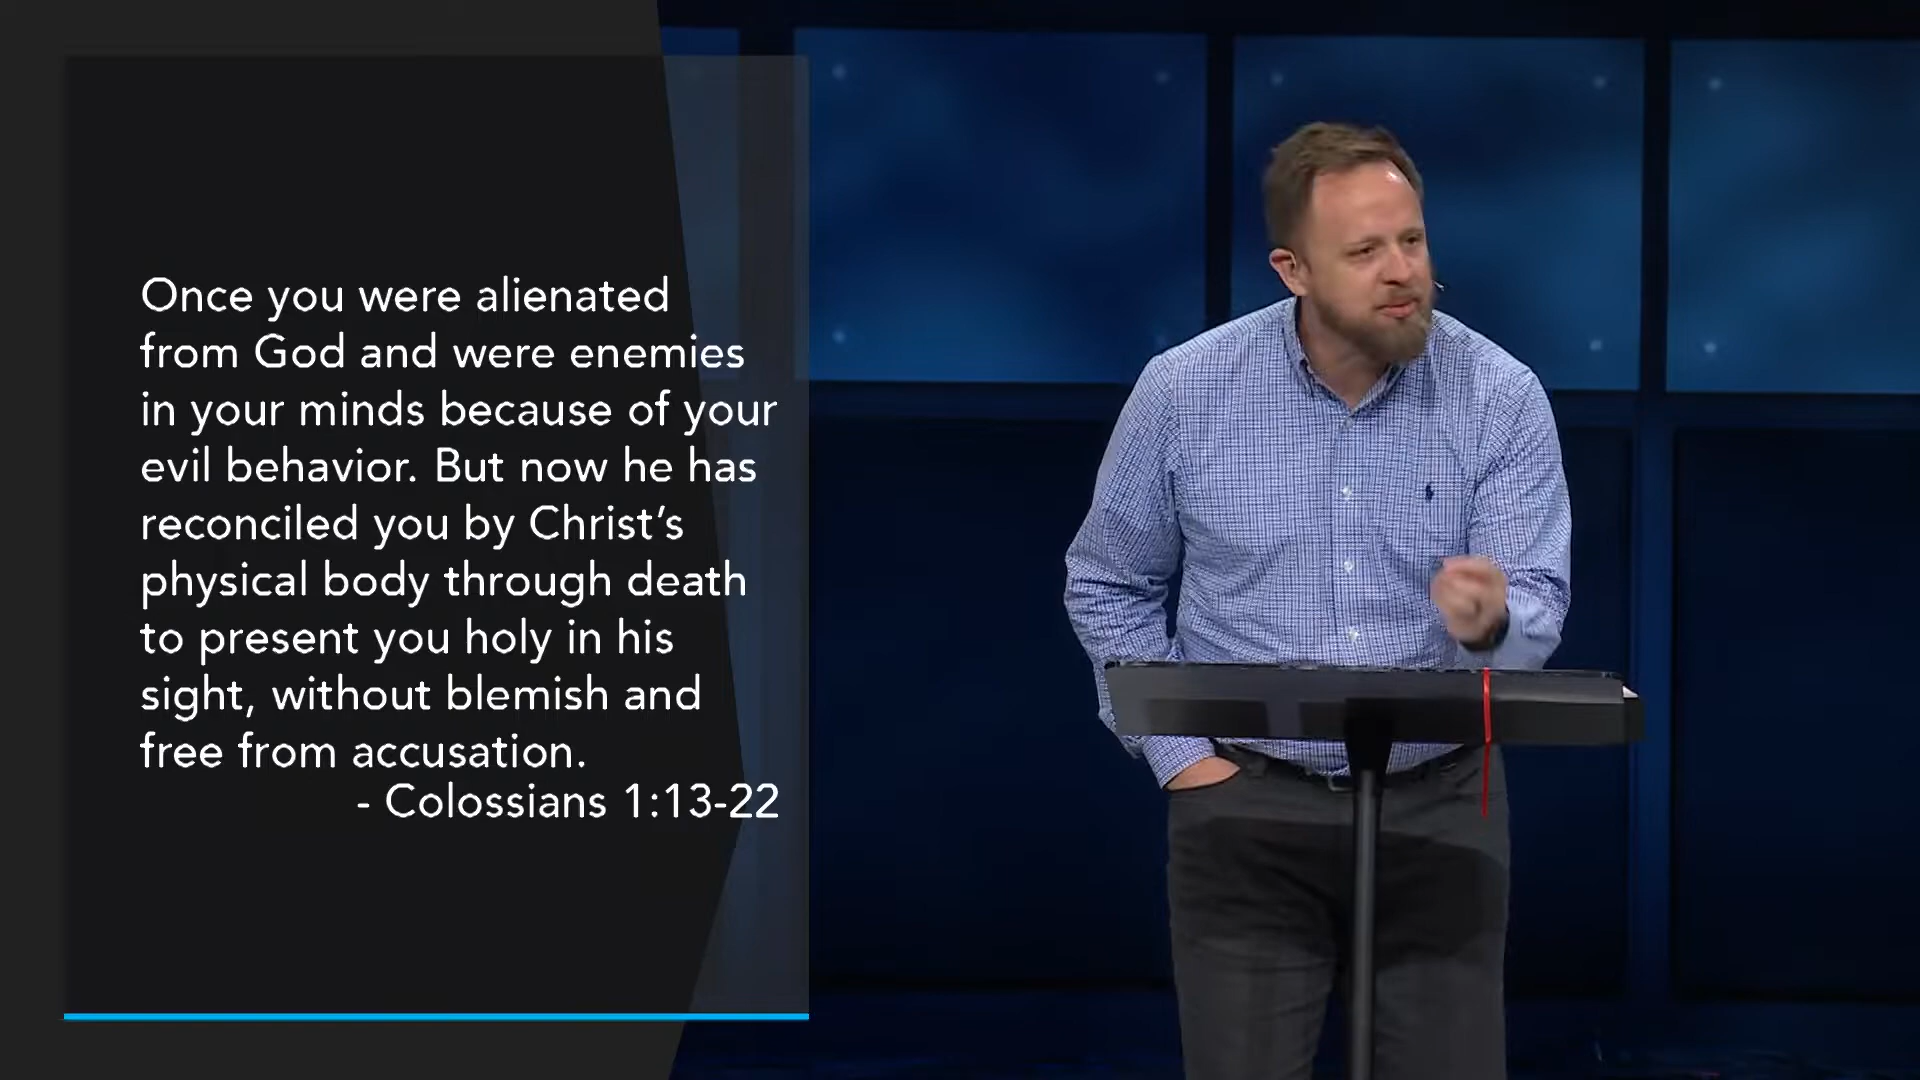 Once you were alienated
from God and were enemies
in your minds because of your
evil behavior. But now he has
reconciled you by Christ’s
physical body through death
to present you holy in his
sight, without blemish and
free from accusation.
- Colossians 1:13-22